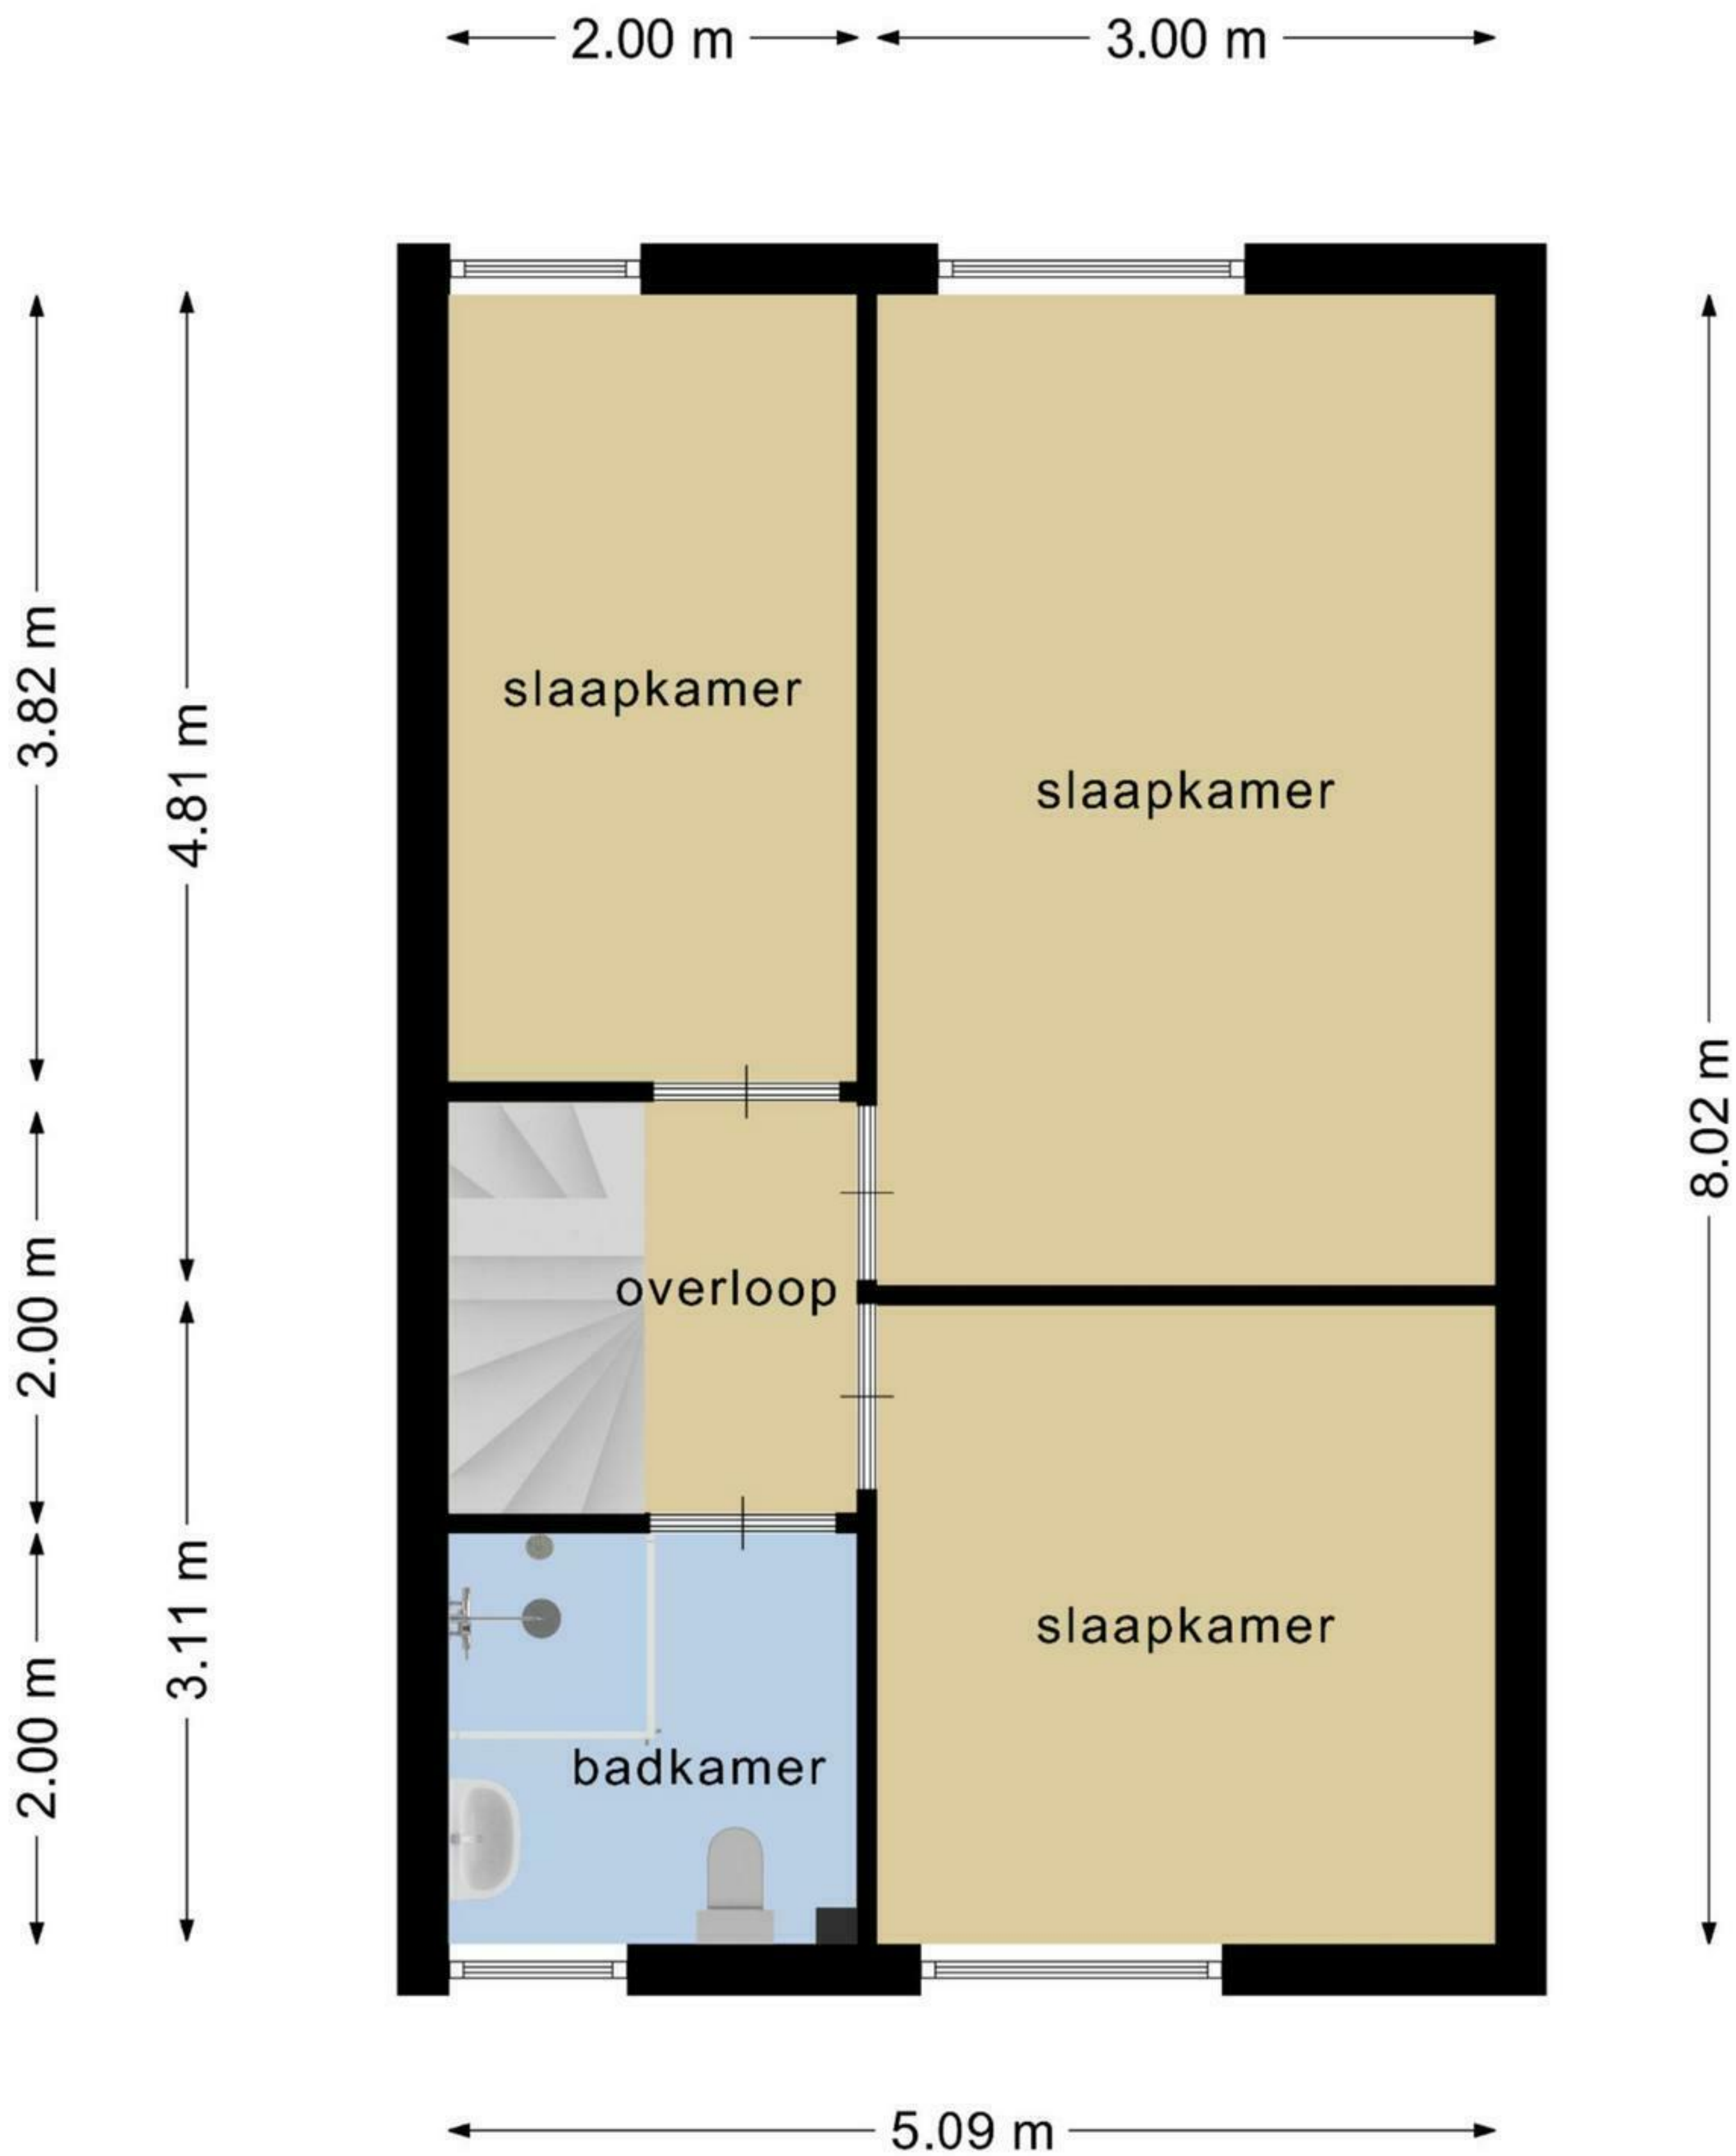 2.00 m
3.00 m
3.82 m
4.81 m
slaapkamer
slaapkamer
8.02 m
2.00 m
overloop
3.11 m
slaapkamer
2.00 m
badkamer
5.09 m